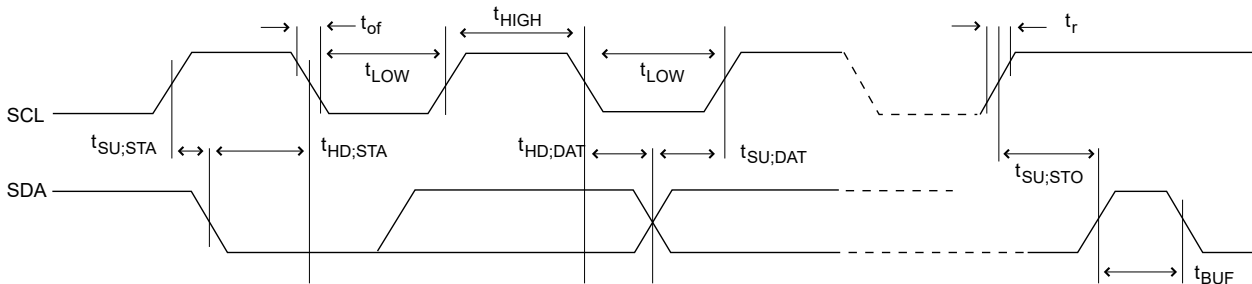 tof
tHIGH
tr
tLOW
tLOW
SCL
tSU;STA
tHD;STA
tHD;DAT
tSU;DAT
tSU;STO
SDA
tBUF